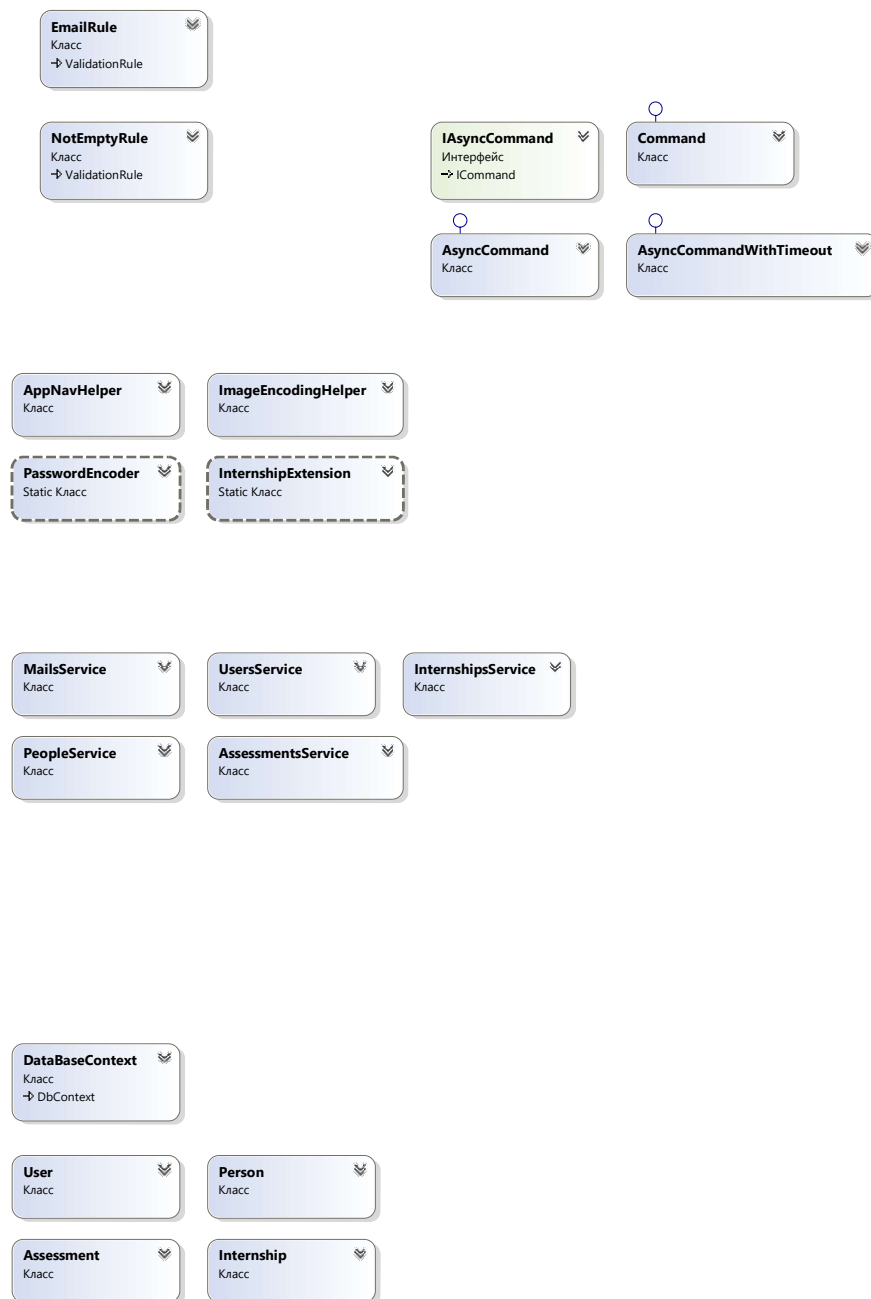 EmailRule
Класс
ValidationRule
NotEmptyRule
Класс
ValidationRule
IAsyncCommand
Интерфейс
ICommand
Command
Класс
AsyncCommand
Класс
AsyncCommandWithTimeout
Класс
AppNavHelper
Класс
ImageEncodingHelper
Класс
PasswordEncoder
Static Класс
InternshipExtension
Static Класс
MailsService
Класс
UsersService
Класс
InternshipsService
Класс
PeopleService
Класс
AssessmentsService
Класс
DataBaseContext
Класс
DbContext
User
Класс
Person
Класс
Assessment
Класс
Internship
Класс